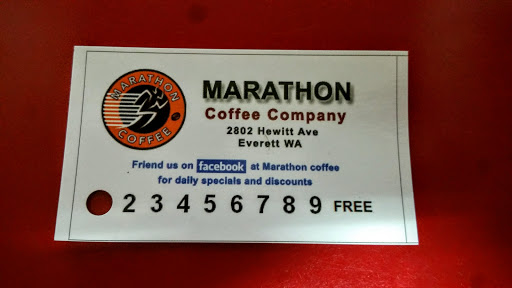 MARATHON
COFFEE
MARATHON
Coffee Company
2802 Hewitt Ave
Everett WA
Friend us on facebook at Marathon coffee
for daily specials and discounts
2 3 4 5 6 7 8 9 FREE